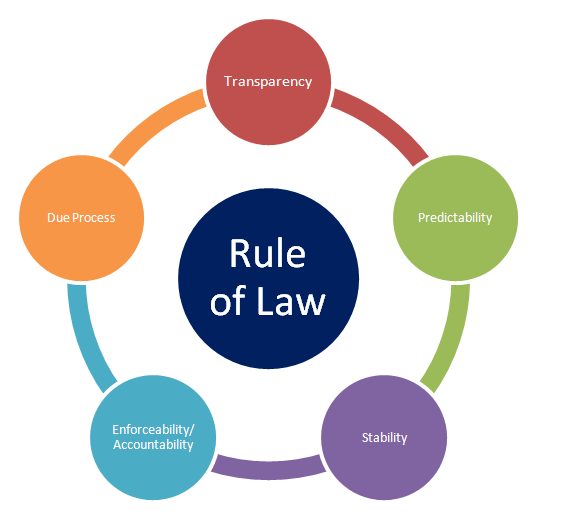 Transparency
Predictability
Stability
Enforceability/
Accountability
Due Process
Rule
of Law